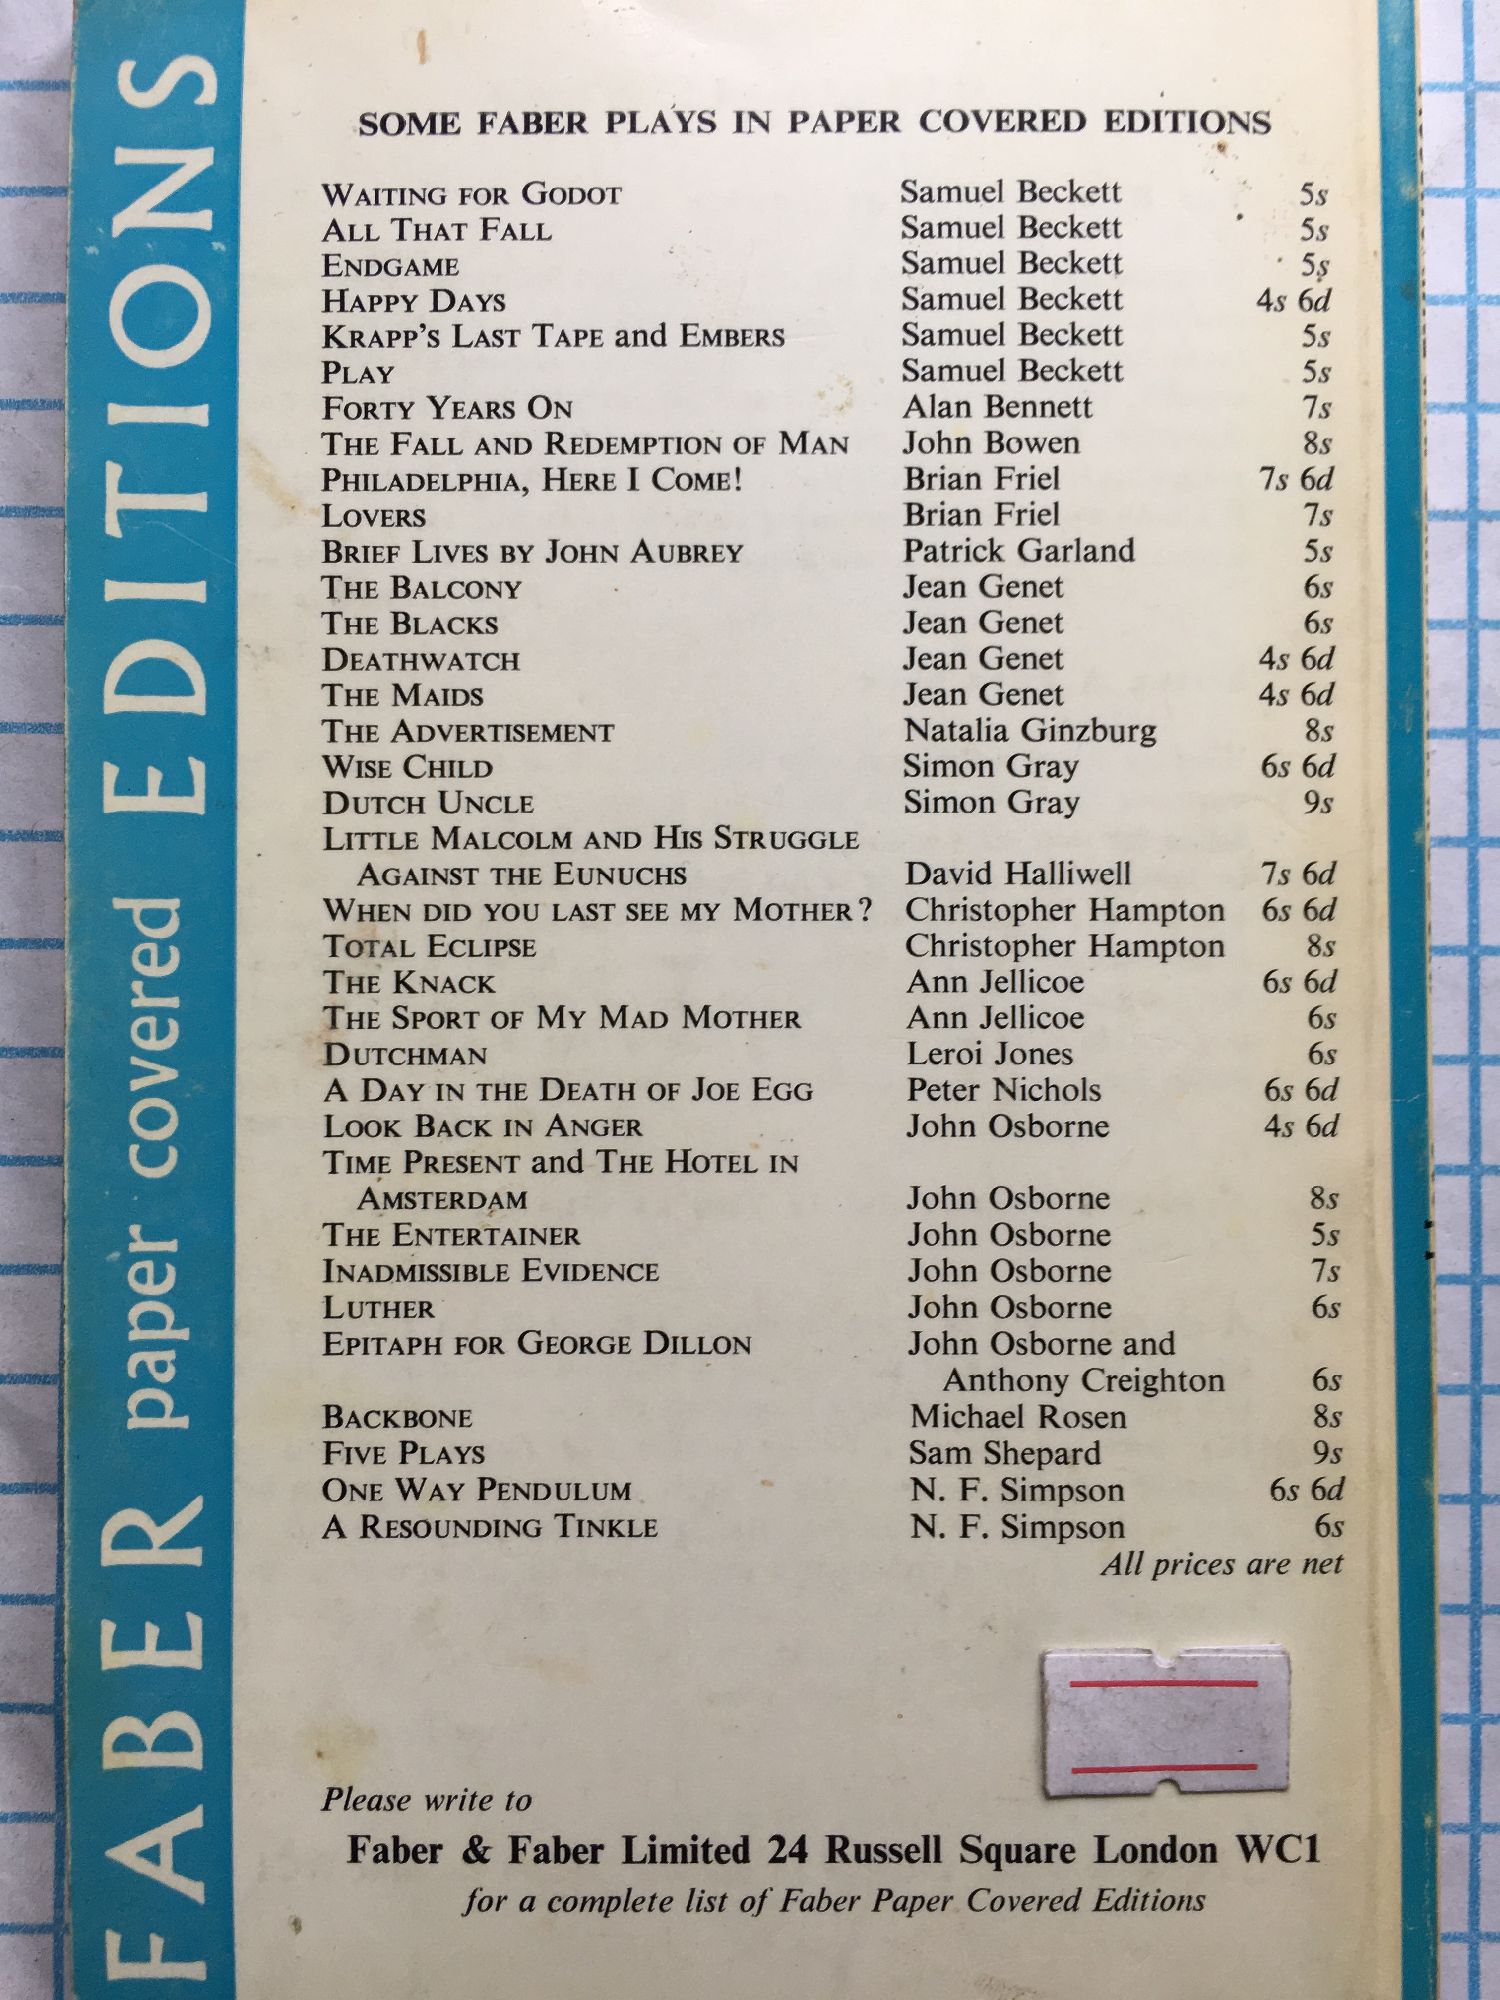 FABER paper covered EDITIONS
SOME FABER PLAYS IN PAPER COVERED EDITIONS
WAITING FOR GODOT Samuel Beckett 5s
ALL THAT FALL Samuel Beckett 5s
ENDGAME Samuel Beckett 5s
HAPPY DAYS Samuel Beckett 4s 6d
KRAPP'S LAST TAPE and EMBERS Samuel Beckett 5s
PLAY Samuel Beckett 5s
FORTY YEARS ON Alan Bennett 7s
THE FALL AND REDEMPTION OF MAN John Bowen 8s
PHILADELPHIA, HERE I COME! Brian Friel 7s 6d
LOVERS Brian Friel 7s
BRIEF LIVES BY JOHN AUBREY Patrick Garland 5s
THE BALCONY Jean Genet 6s
THE BLACKS Jean Genet 6s
DEATHWATCH Jean Genet 4s 6d
THE MAIDS Jean Genet 4s 6d
THE ADVERTISEMENT Natalia Ginzburg 8s
WISE CHILD Simon Gray 6s 6d
DUTCH UNCLE Simon Gray 9s
LITTLE MALCOLM AND HIS STRUGGLE
AGAINST THE EUNUCHS David Halliwell 7s 6d
WHEN DID YOU LAST SEE MY MOTHER? Christopher Hampton 6s 6d
TOTAL ECLIPSE Christopher Hampton 8s
THE KNACK Ann Jellicoe 6s 6d
THE SPORT OF MY MAD MOTHER Ann Jellicoe 6s
DUTCHMAN Leroi Jones 6s
A DAY IN THE DEATH OF JOE EGG Peter Nichols 6s 6d
LOOK BACK IN ANGER John Osborne 4s 6d
TIME PRESENT and THE HOTEL IN
AMSTERDAM John Osborne 8s
THE ENTERTAINER John Osborne 5s
INADMISSIBLE EVIDENCE John Osborne 7s
LUTHER John Osborne 6s
EPITAPH FOR GEORGE DILLON John Osborne and
Anthony Creighton 6s
BACKBONE Michael Rosen 8s
FIVE PLAYS Sam Shepard 9s
ONE WAY PENDULUM N. F. Simpson 6s 6d
A RESOUNDING TINKLE N. F. Simpson 6s
All prices are net
Please write to
Faber & Faber Limited 24 Russell Square London WC1
for a complete list of Faber Paper Covered Editions